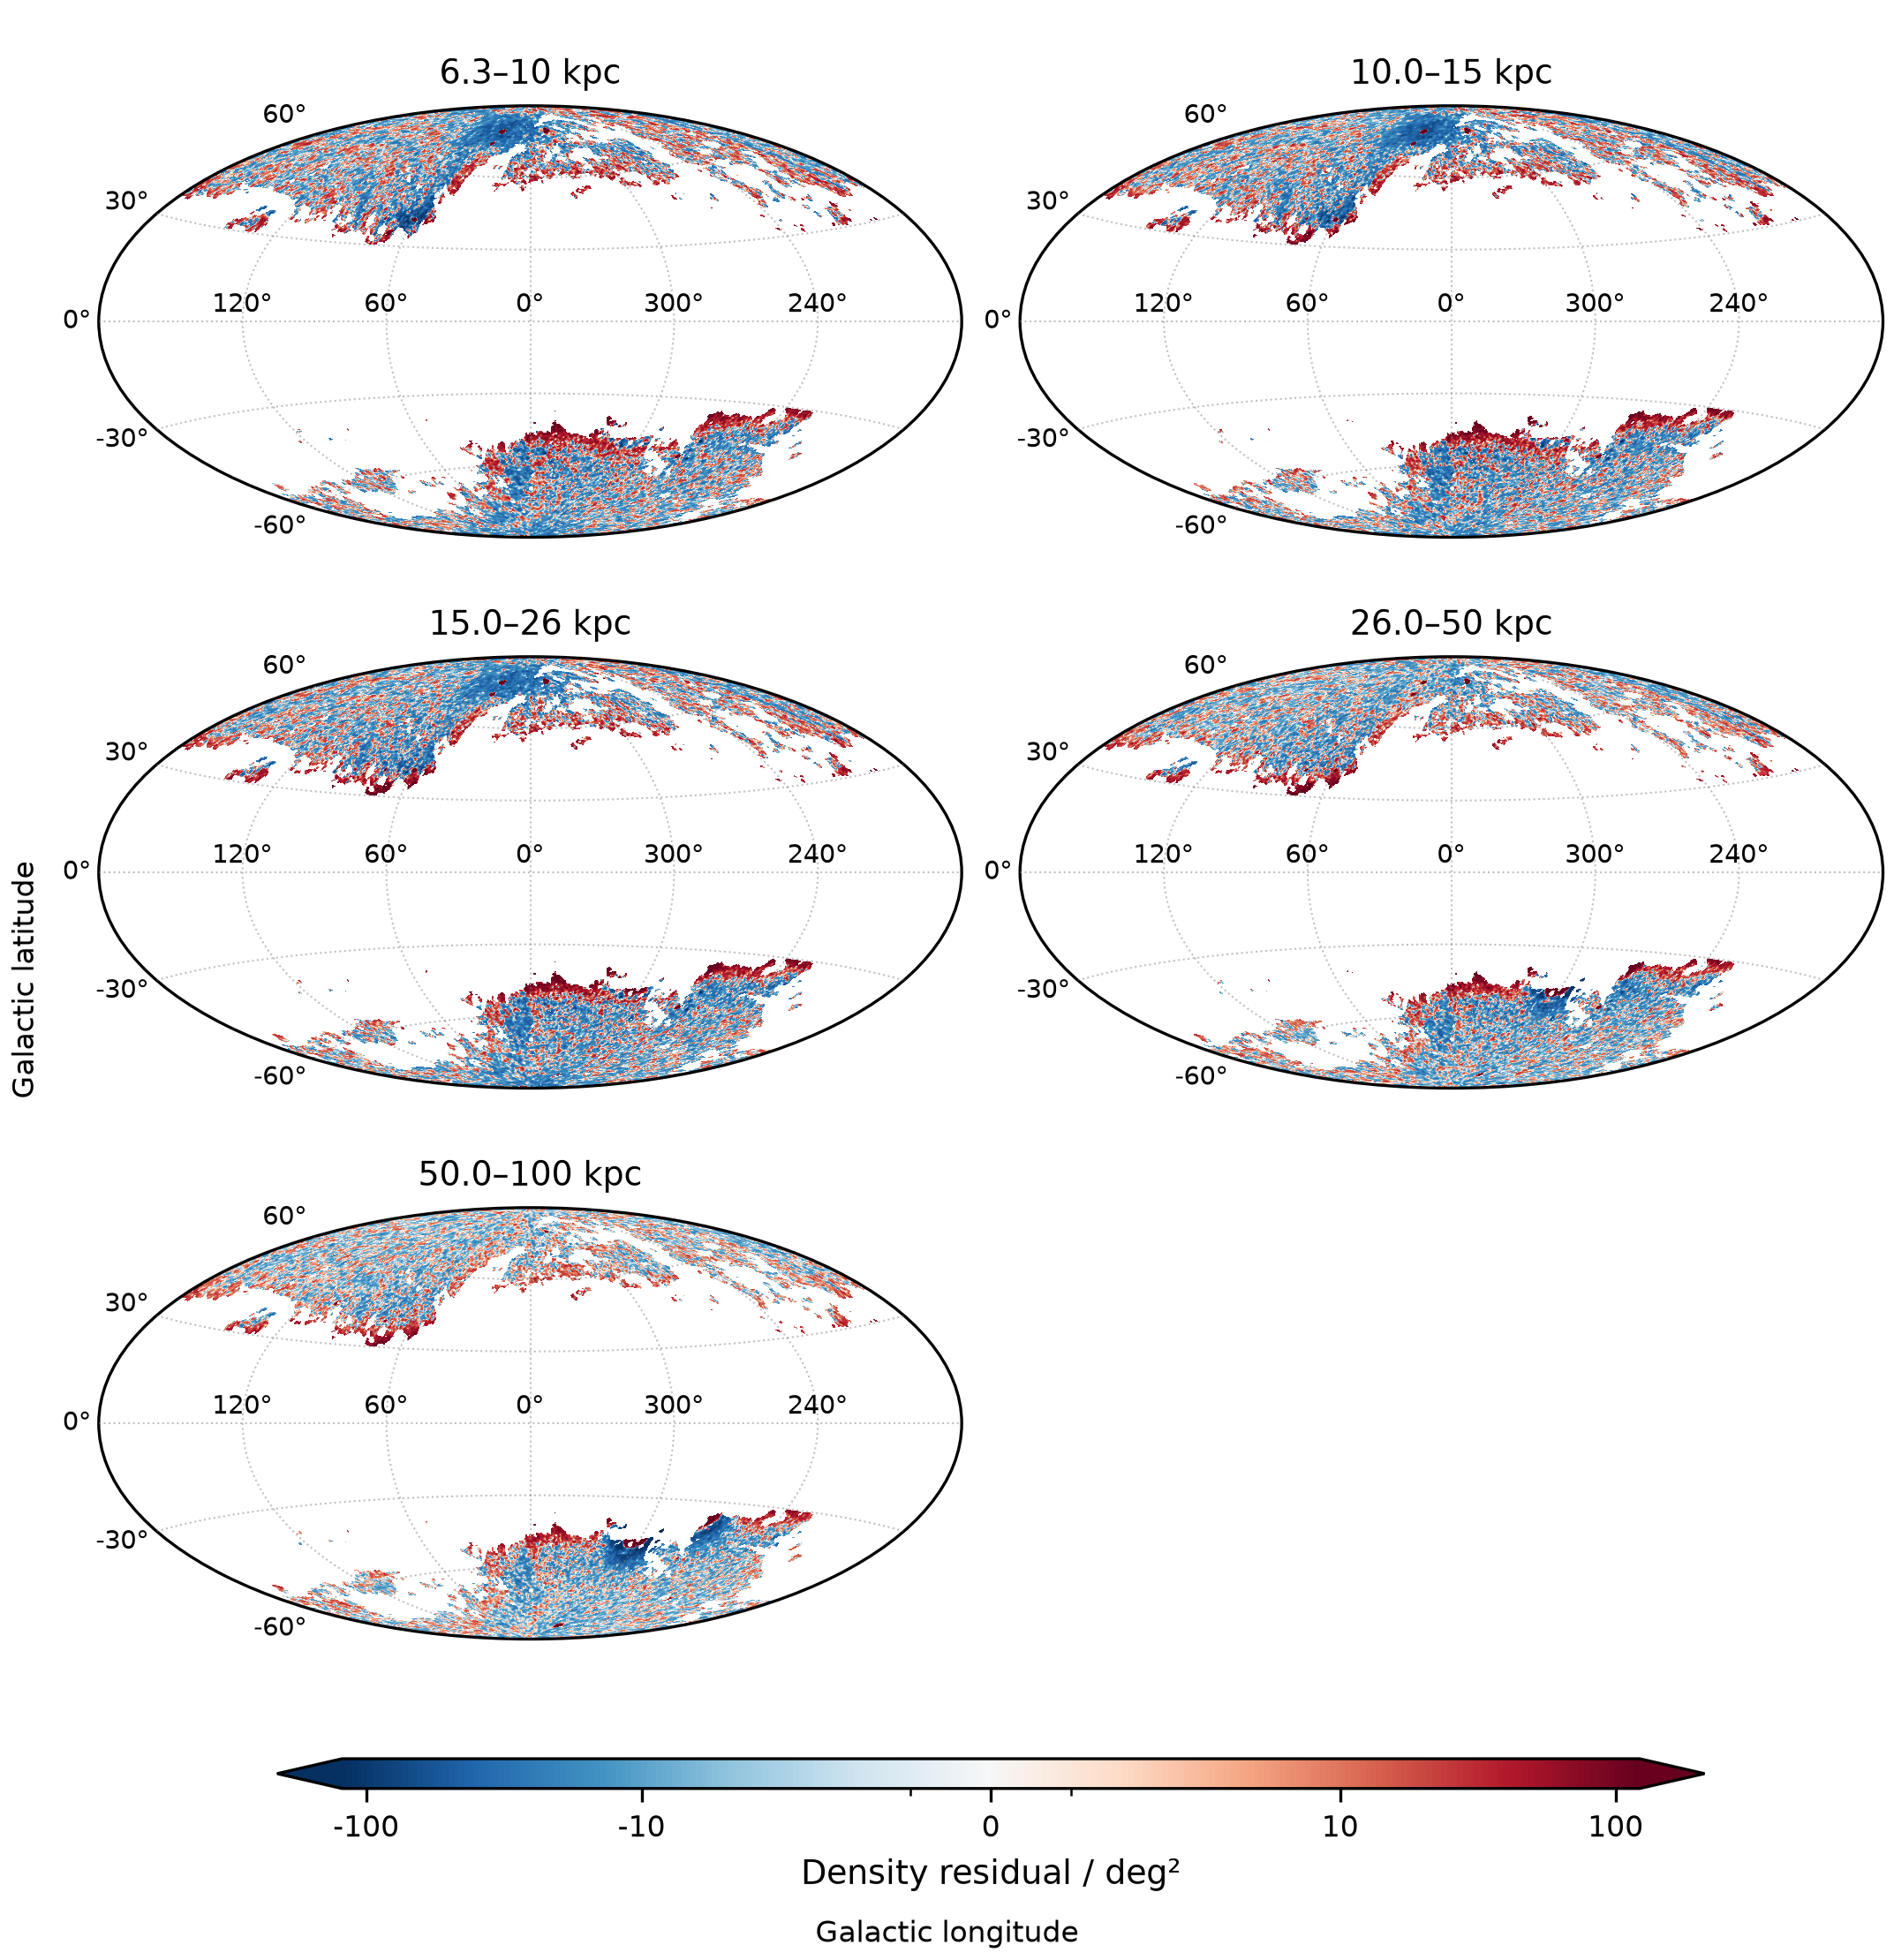 6.3–10 kpc
10.0–15 kpc
60°
60°
30°
30°
120° 60° 0° 300° 240°
120° 60° 0° 300° 240°
0°
0°
-30°
-30°
-60°
-60°
15.0–26 kpc
26.0–50 kpc
60°
60°
30°
30°
120° 60° 0° 300° 240°
120° 60° 0° 300° 240°
0°
0°
Galactic latitude
-30°
-30°
-60°
-60°
50.0–100 kpc
60°
30°
120° 60° 0° 300° 240°
0°
-30°
-60°
-100 -10 0 10 100
Density residual / deg²
Galactic longitude